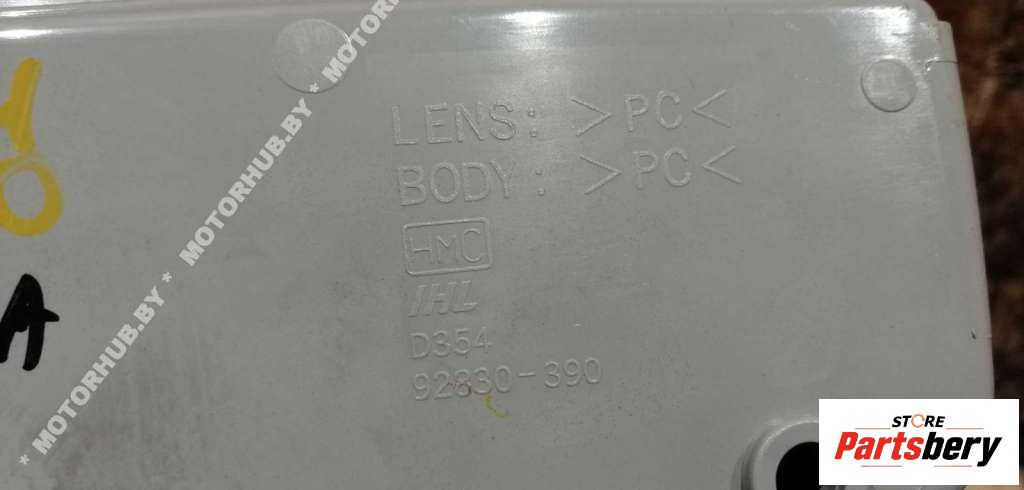 LENS: >PC<
BODY: >PC<
HMC
IHL
D354
92830-390
A
* MOTORHUB.BY * MOTORHUB.BY * MOTORHUB.BY * MOTOR
STORE
Partsbery